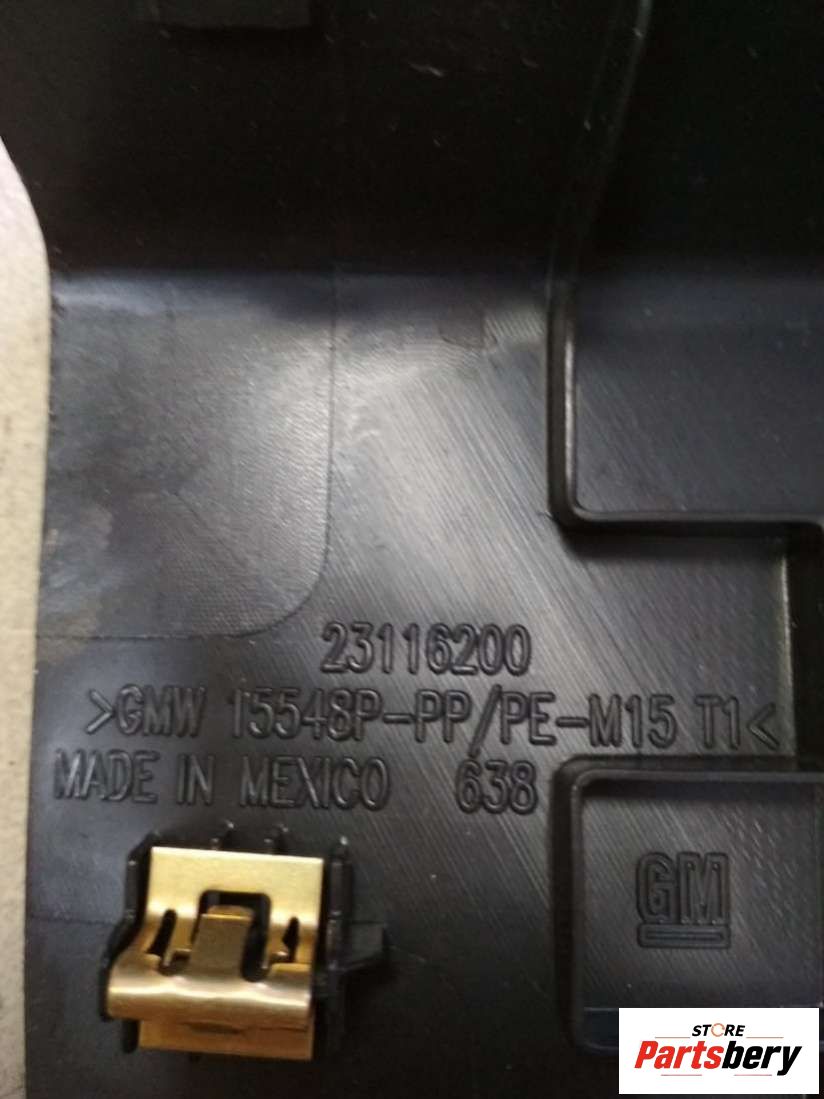 23116200
>GMW 15548P-PP/PE-M15 T1<
MADE IN MEXICO 638
GM
STORE
Partsbery